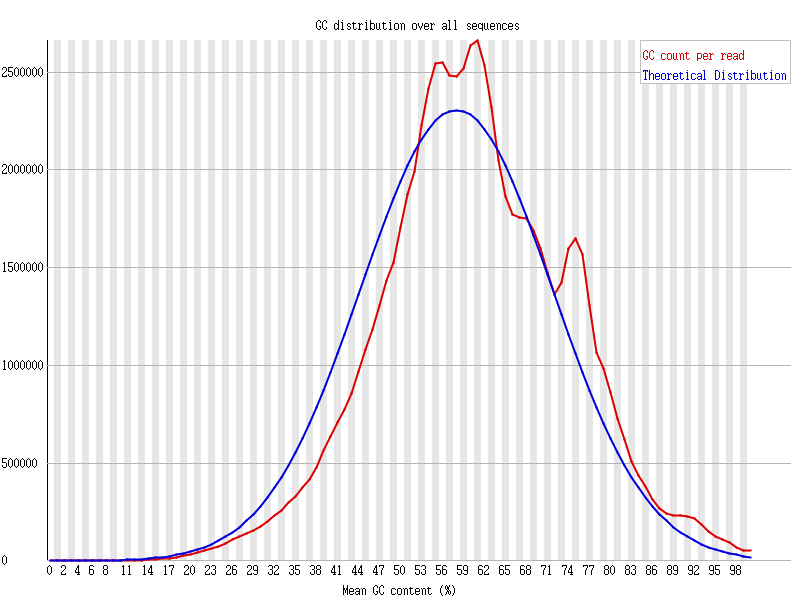 GC distribution over all sequences
GC count per read
Theoretical Distribution
2500000
2000000
1500000
1000000
500000
0
0 2 4 6 8 11 14 17 20 23 26 29 32 35 38 41 44 47 50 53 56 59 62 65 68 71 74 77 80 83 86 89 92 95 98
Mean GC content (%)